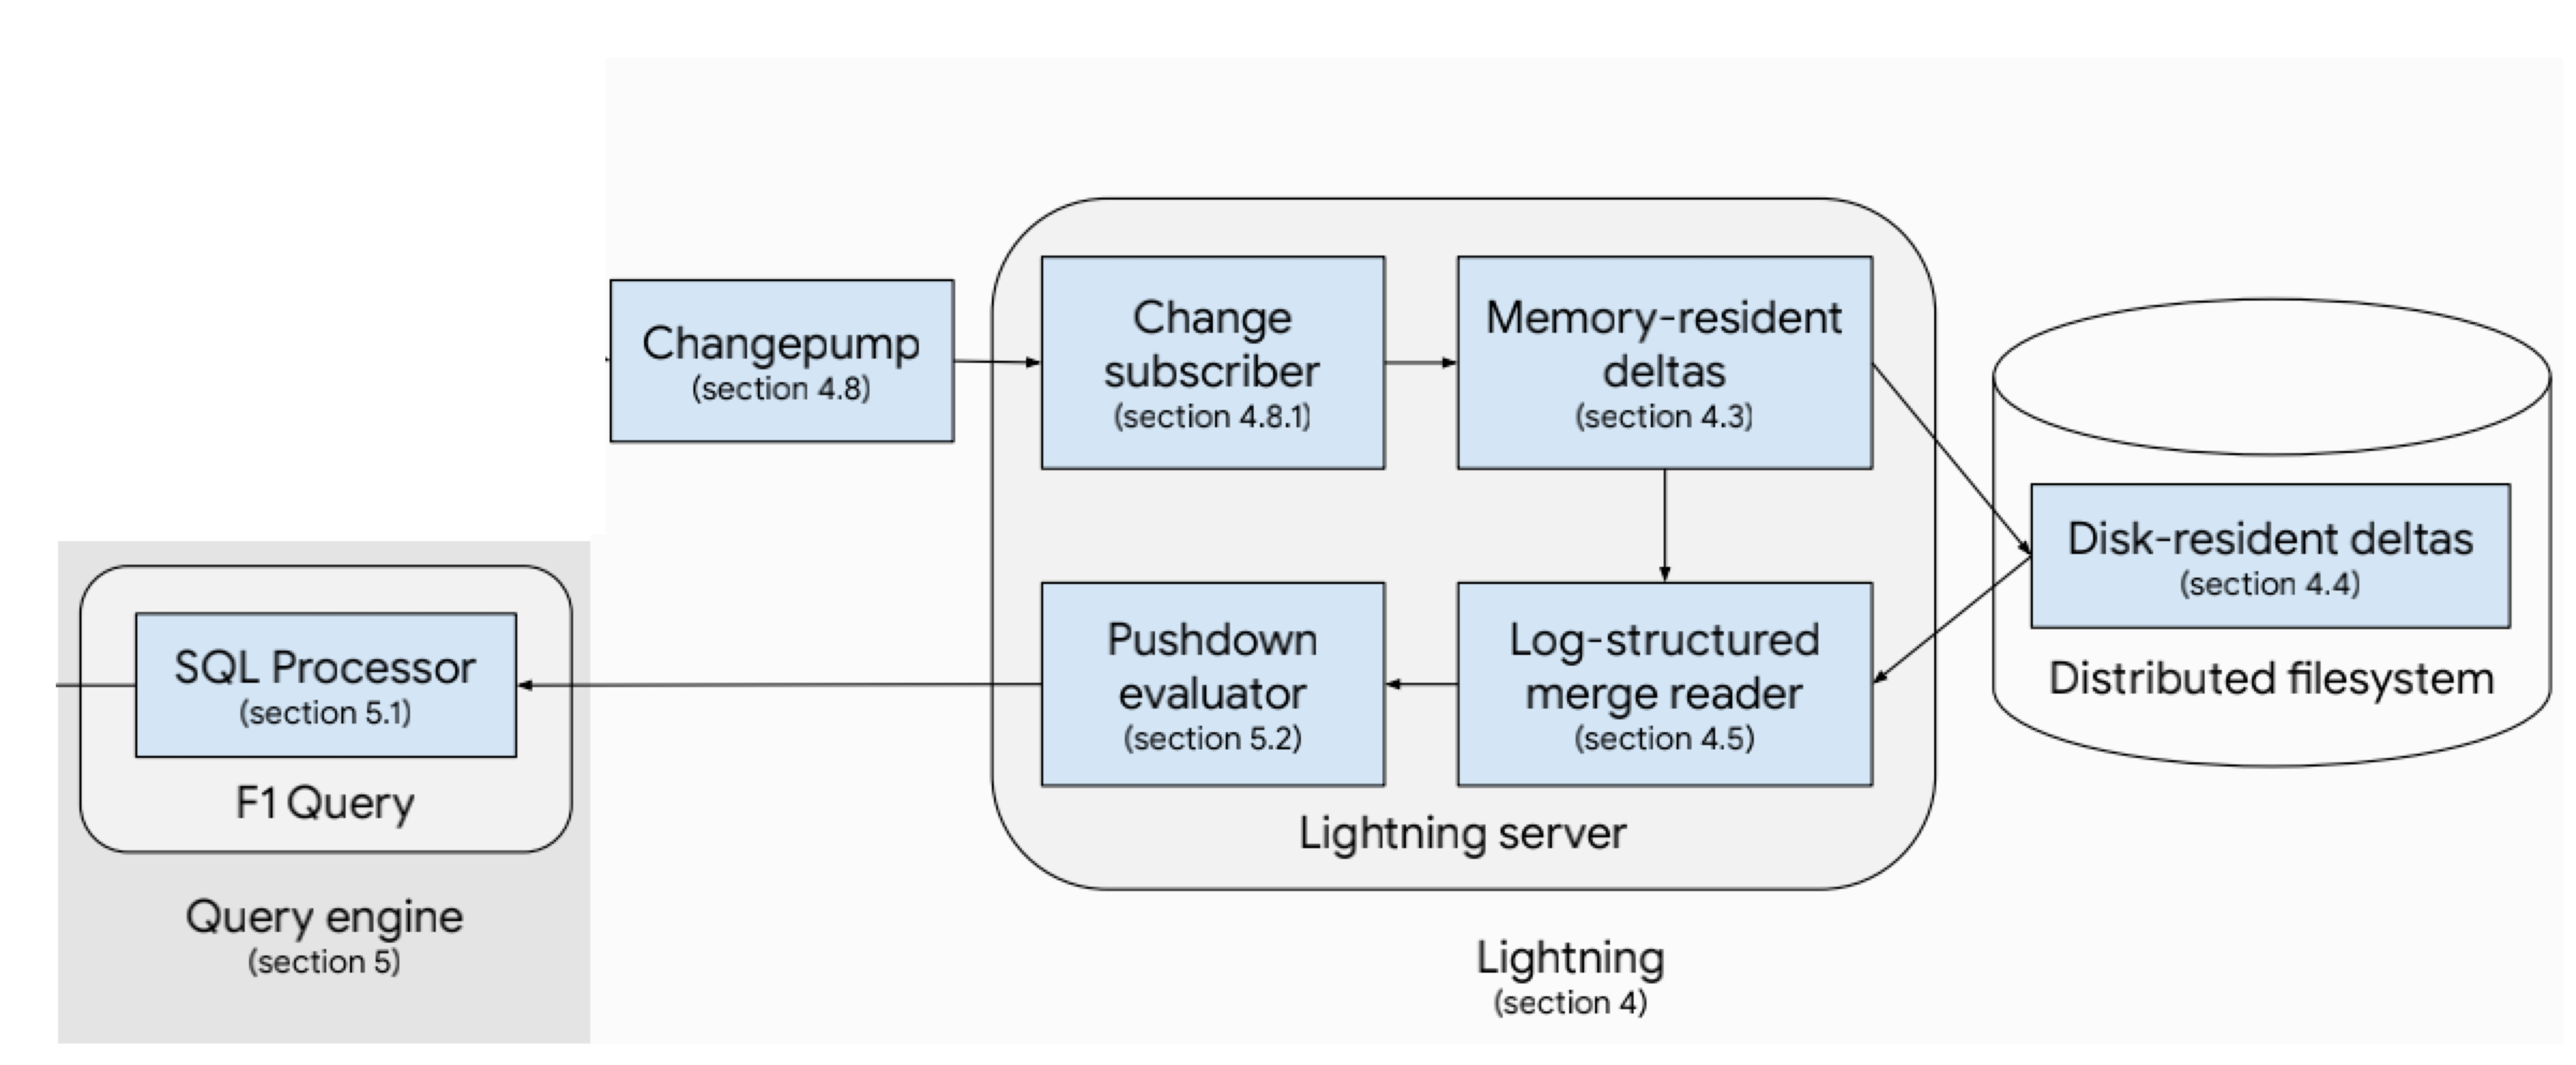 Changepump
(section 4.8)
Change
subscriber
(section 4.8.1)
Memory-resident
deltas
(section 4.3)
Disk-resident deltas
(section 4.4)
Distributed filesystem
SQL Processor
(section 5.1)
F1 Query
Query engine
(section 5)
Pushdown
evaluator
(section 5.2)
Log-structured
merge reader
(section 4.5)
Lightning server
Lightning
(section 4)